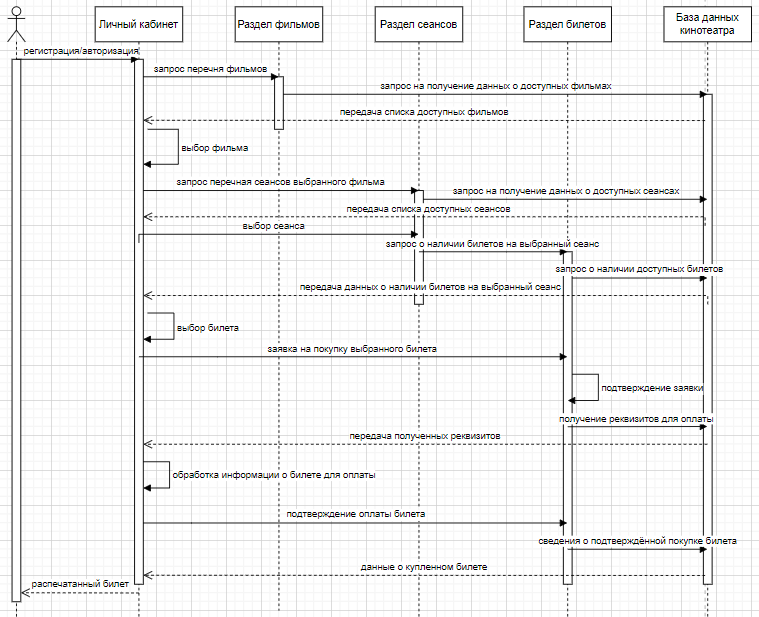 Личный кабинет
Раздел фильмов
Раздел сеансов
Раздел билетов
База данных
кинотеатра
регистрация/авторизация
запрос перечня фильмов
запрос на получение данных о доступных фильмах
передача списка доступных фильмов
выбор фильма
запрос перечная сеансов выбранного фильма
запрос на получение данных о доступных сеансах
передача списка доступных сеансов
выбор сеанса
запрос о наличии билетов на выбранный сеанс
запрос о наличии доступных билетов
передача данных о наличии билетов на выбранный сеанс
выбор билета
заявка на покупку выбранного билета
подтверждение заявки
получение реквизитов для оплаты
передача полученных реквизитов
обработка информации о билете для оплаты
подтверждение оплаты билета
сведения о подтверждённой покупке билета
данные о купленном билете
распечатанный билет